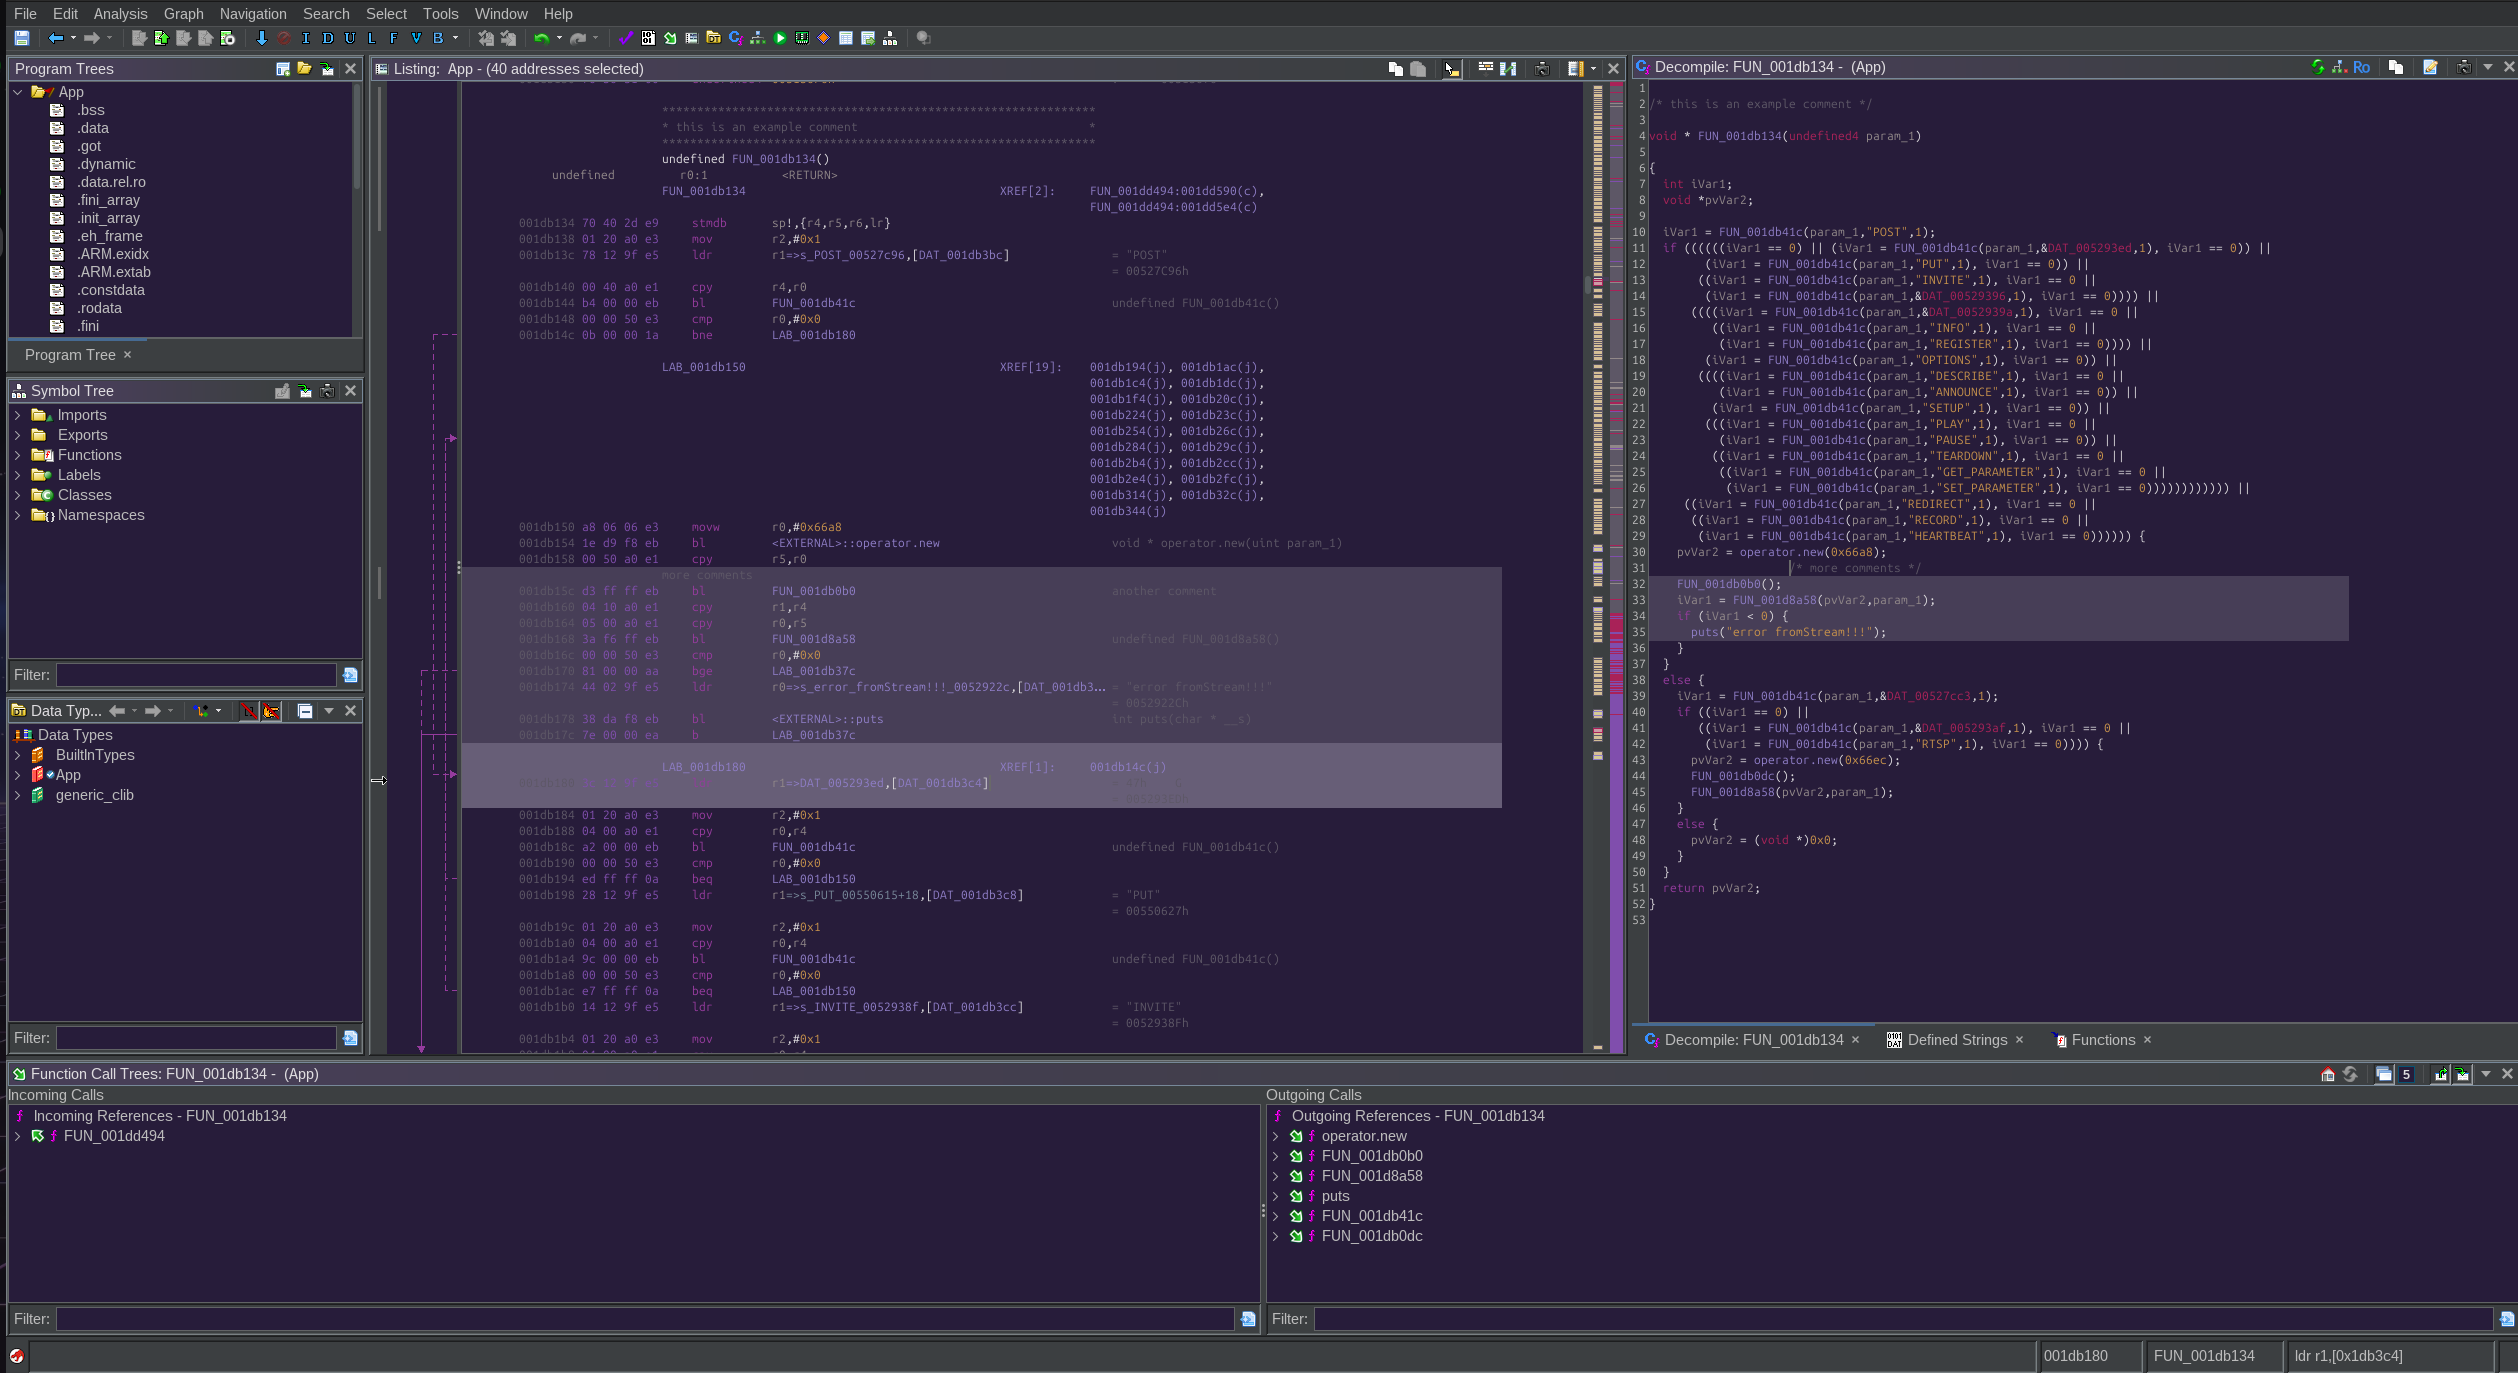 File Edit Analysis Graph Navigation Search Select Tools Window Help
I D U L F V B
Program Trees
App
.bss
.data
.got
.dynamic
.data.rel.ro
.fini_array
.init_array
.eh_frame
.ARM.exidx
.ARM.extab
.constdata
.rodata
.fini
Program Tree ×
Symbol Tree
Imports
Exports
Functions
Labels
Classes
Namespaces
Filter:
Data Typ...
Data Types
BuiltInTypes
App
generic_clib
Filter:
Listing: App - (40 addresses selected)
**************************************************************
* this is an example comment *
**************************************************************
undefined FUN_001db134()
undefined r0:1 <RETURN>
FUN_001db134 XREF[2]: FUN_001dd494:001dd590(c),
FUN_001dd494:001dd5e4(c)
001db134 70 40 2d e9 stmdb sp!,{r4,r5,r6,lr}
001db138 01 20 a0 e3 mov r2,#0x1
001db13c 78 12 9f e5 ldr r1=>s_POST_00527c96,[DAT_001db3bc] = "POST"
= 00527C96h
001db140 00 40 a0 e1 cpy r4,r0
001db144 b4 00 00 eb bl FUN_001db41c undefined FUN_001db41c()
001db148 00 00 50 e3 cmp r0,#0x0
001db14c 0b 00 00 1a bne LAB_001db180
LAB_001db150 XREF[19]: 001db194(j), 001db1ac(j),
001db1c4(j), 001db1dc(j),
001db1f4(j), 001db20c(j),
001db224(j), 001db23c(j),
001db254(j), 001db26c(j),
001db284(j), 001db29c(j),
001db2b4(j), 001db2cc(j),
001db2e4(j), 001db2fc(j),
001db314(j), 001db32c(j),
001db344(j)
001db150 a8 06 06 e3 movw r0,#0x66a8
001db154 1e d9 f8 eb bl <EXTERNAL>::operator.new void * operator.new(uint param_1)
001db158 00 50 a0 e1 cpy r5,r0
more comments
001db15c d3 ff ff eb bl FUN_001db0b0 another comment
001db160 04 10 a0 e1 cpy r1,r4
001db164 05 00 a0 e1 cpy r0,r5
001db168 3a f6 ff eb bl FUN_001d8a58 undefined FUN_001d8a58()
001db16c 00 00 50 e3 cmp r0,#0x0
001db170 81 00 00 aa bge LAB_001db37c
001db174 44 02 9f e5 ldr r0=>s_error_fromStream!!!_0052922c,[DAT_001db3... = "error fromStream!!!"
= 0052922Ch
001db178 38 da f8 eb bl <EXTERNAL>::puts int puts(char * __s)
001db17c 7e 00 00 ea b LAB_001db37c
LAB_001db180 XREF[1]: 001db14c(j)
001db180 r1=>DAT_005293ed,[DAT_001db3c4]
001db184 01 20 a0 e3 mov r2,#0x1
001db188 04 00 a0 e1 cpy r0,r4
001db18c a2 00 00 eb bl FUN_001db41c undefined FUN_001db41c()
001db190 00 00 50 e3 cmp r0,#0x0
001db194 ed ff ff 0a beq LAB_001db150
001db198 28 12 9f e5 ldr r1=>s_PUT_00550615+18,[DAT_001db3c8] = "PUT"
= 00550627h
001db19c 01 20 a0 e3 mov r2,#0x1
001db1a0 04 00 a0 e1 cpy r0,r4
001db1a4 9c 00 00 eb bl FUN_001db41c undefined FUN_001db41c()
001db1a8 00 00 50 e3 cmp r0,#0x0
001db1ac e7 ff ff 0a beq LAB_001db150
001db1b0 14 12 9f e5 ldr r1=>s_INVITE_0052938f,[DAT_001db3cc] = "INVITE"
= 0052938Fh
001db1b4 01 20 a0 e3 mov r2,#0x1
Decompile: FUN_001db134 - (App)
Ro
1
2 /* this is an example comment */
3
4 void * FUN_001db134(undefined4 param_1)
5
6 {
7 int iVar1;
8 void *pvVar2;
9
10 iVar1 = FUN_001db41c(param_1,"POST",1);
11 if ((((((iVar1 == 0) || (iVar1 = FUN_001db41c(param_1,&DAT_005293ed,1), iVar1 == 0)) ||
12 (iVar1 = FUN_001db41c(param_1,"PUT",1), iVar1 == 0)) ||
13 ((iVar1 = FUN_001db41c(param_1,"INVITE",1), iVar1 == 0 ||
14 (iVar1 = FUN_001db41c(param_1,&DAT_00529396,1), iVar1 == 0)))) ||
15 ((((iVar1 = FUN_001db41c(param_1,&DAT_0052939a,1), iVar1 == 0 ||
16 ((iVar1 = FUN_001db41c(param_1,"INFO",1), iVar1 == 0 ||
17 (iVar1 = FUN_001db41c(param_1,"REGISTER",1), iVar1 == 0)))) ||
18 (iVar1 = FUN_001db41c(param_1,"OPTIONS",1), iVar1 == 0)) ||
19 ((((iVar1 = FUN_001db41c(param_1,"DESCRIBE",1), iVar1 == 0 ||
20 (iVar1 = FUN_001db41c(param_1,"ANNOUNCE",1), iVar1 == 0)) ||
21 (iVar1 = FUN_001db41c(param_1,"SETUP",1), iVar1 == 0)) ||
22 (((iVar1 = FUN_001db41c(param_1,"PLAY",1), iVar1 == 0 ||
23 (iVar1 = FUN_001db41c(param_1,"PAUSE",1), iVar1 == 0)) ||
24 ((iVar1 = FUN_001db41c(param_1,"TEARDOWN",1), iVar1 == 0 ||
25 ((iVar1 = FUN_001db41c(param_1,"GET_PARAMETER",1), iVar1 == 0 ||
26 (iVar1 = FUN_001db41c(param_1,"SET_PARAMETER",1), iVar1 == 0)))))))))))) ||
27 ((iVar1 = FUN_001db41c(param_1,"REDIRECT",1), iVar1 == 0 ||
28 ((iVar1 = FUN_001db41c(param_1,"RECORD",1), iVar1 == 0 ||
29 ((iVar1 = FUN_001db41c(param_1,"HEARTBEAT",1), iVar1 == 0)))))) {
30 pvVar2 = operator.new(0x66a8);
31 /* more comments */
32 FUN_001db0b0();
33 iVar1 = FUN_001d8a58(pvVar2,param_1);
34 if (iVar1 < 0) {
35 puts("error fromStream!!!");
36 }
37 }
38 else {
39 iVar1 = FUN_001db41c(param_1,&DAT_00527cc3,1);
40 if ((iVar1 == 0) ||
41 ((iVar1 = FUN_001db41c(param_1,&DAT_005293af,1), iVar1 == 0 ||
42 (iVar1 = FUN_001db41c(param_1,"RTSP",1), iVar1 == 0)))) {
43 pvVar2 = operator.new(0x66ec);
44 FUN_001db0dc();
45 FUN_001d8a58(pvVar2,param_1);
46 }
47 else {
48 pvVar2 = (void *)0x0;
49 }
50 }
51 return pvVar2;
52 }
53
Decompile: FUN_001db134 × Defined Strings × Functions ×
Function Call Trees: FUN_001db134 - (App)
5
Incoming Calls
Incoming References - FUN_001db134
FUN_001dd494
Filter:
Outgoing Calls
Outgoing References - FUN_001db134
operator.new
FUN_001db0b0
FUN_001d8a58
puts
FUN_001db41c
FUN_001db0dc
Filter:
001db180 FUN_001db134 ldr r1,[0x1db3c4]